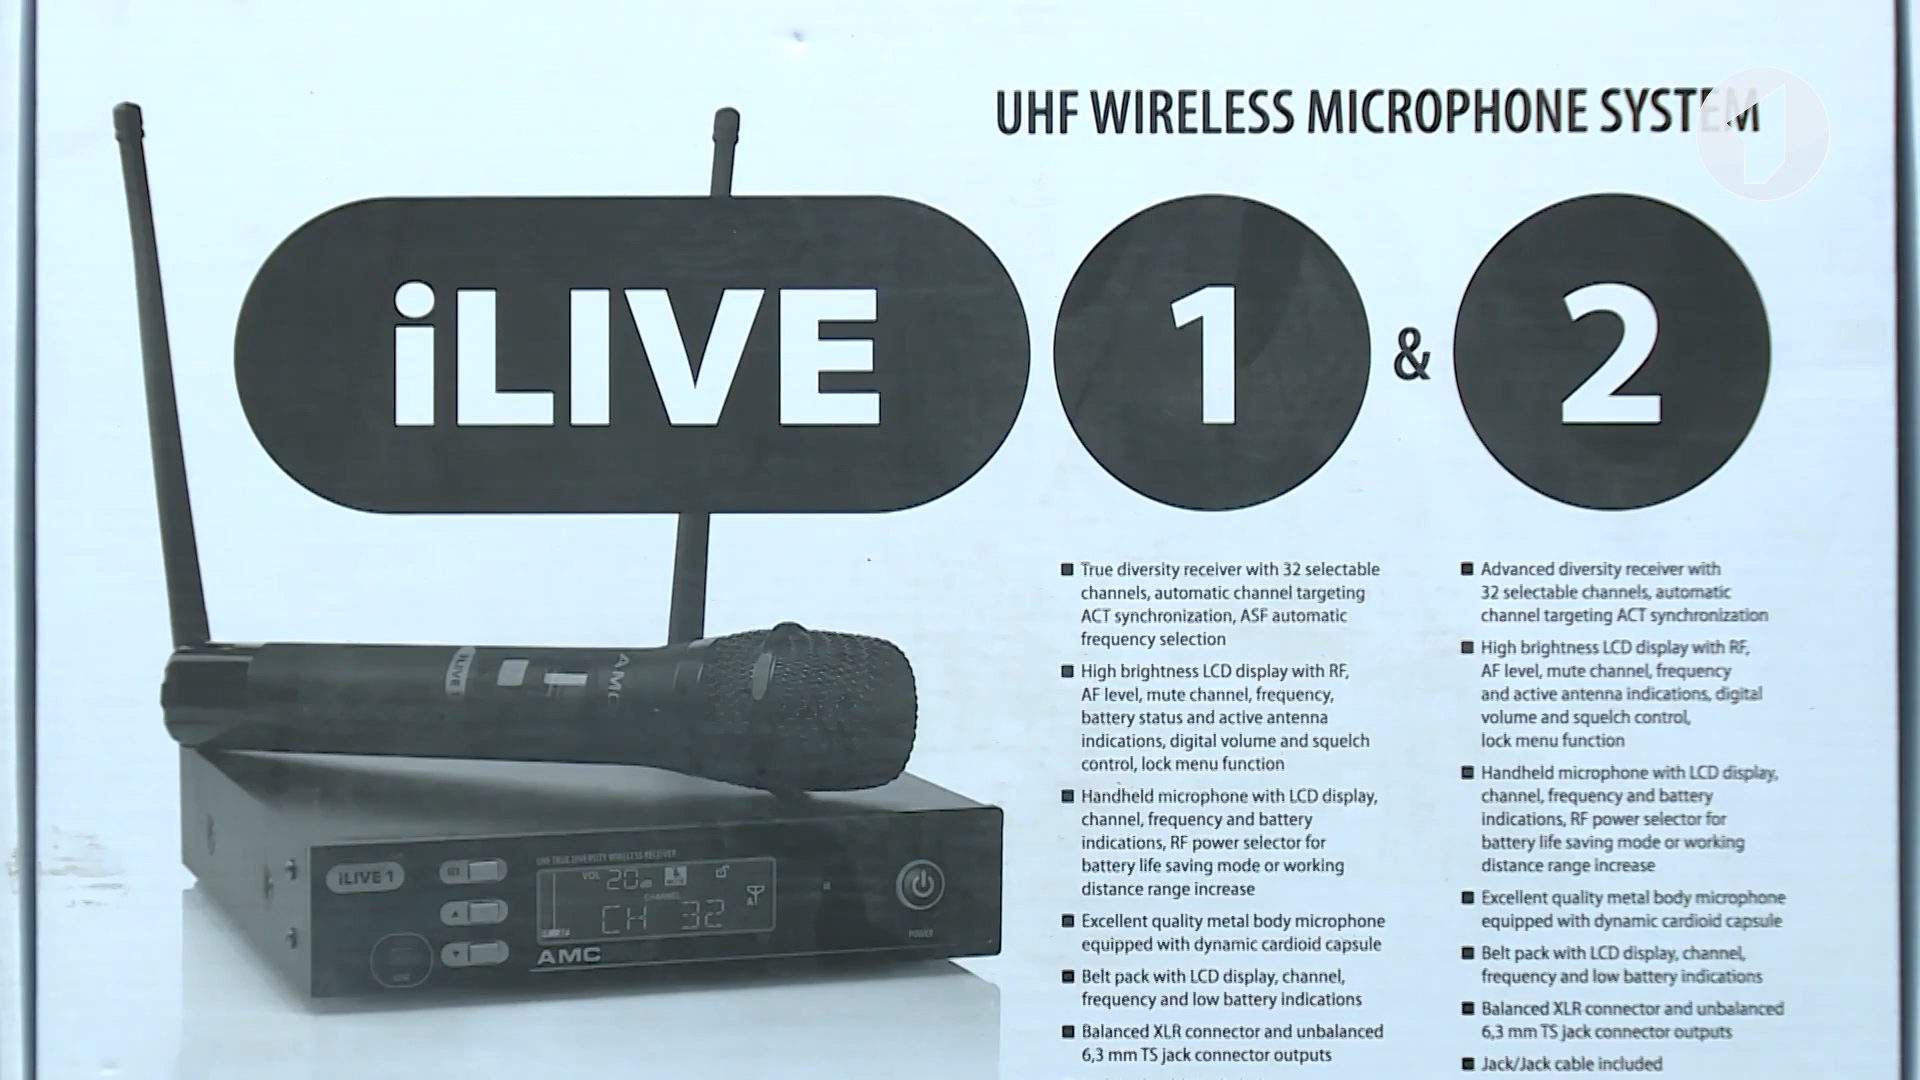 UHF WIRELESS MICROPHONE SYSTEM
iLIVE 1 & 2
True diversity receiver with 32 selectable
channels, automatic channel targeting
ACT synchronization, ASF automatic
frequency selection
High brightness LCD display with RF,
AF level, mute channel, frequency,
battery status and active antenna
indications, digital volume and squelch
control, lock menu function
Handheld microphone with LCD display,
channel, frequency and battery
indications, RF power selector for
battery life saving mode or working
distance range increase
Excellent quality metal body microphone
equipped with dynamic cardioid capsule
Belt pack with LCD display, channel,
frequency and low battery indications
Balanced XLR connector and unbalanced
6,3 mm TS jack connector outputs
Advanced diversity receiver with
32 selectable channels, automatic
channel targeting ACT synchronization
High brightness LCD display with RF,
AF level, mute channel, frequency
and active antenna indications, digital
volume and squelch control,
lock menu function
Handheld microphone with LCD display,
channel, frequency and battery
indications, RF power selector for
battery life saving mode or working
distance range increase
Excellent quality metal body microphone
equipped with dynamic cardioid capsule
Belt pack with LCD display, channel,
frequency and low battery indications
Balanced XLR connector and unbalanced
6,3 mm TS jack connector outputs
Jack/Jack cable included
iLIVE
AMC
UHF TRUE DIVERSITY WIRELESS RECEIVER
iLIVE 1
VOL 20
MUTE
CHANNEL
CH 32
AMC
POWER
1